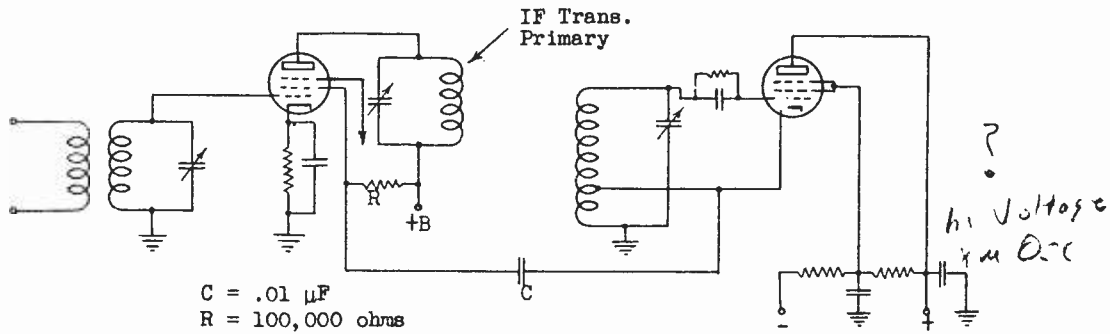 IF Trans.
Primary
R
+B
C
C = .01 µF
R = 100,000 ohms
?
hi Voltage
- +